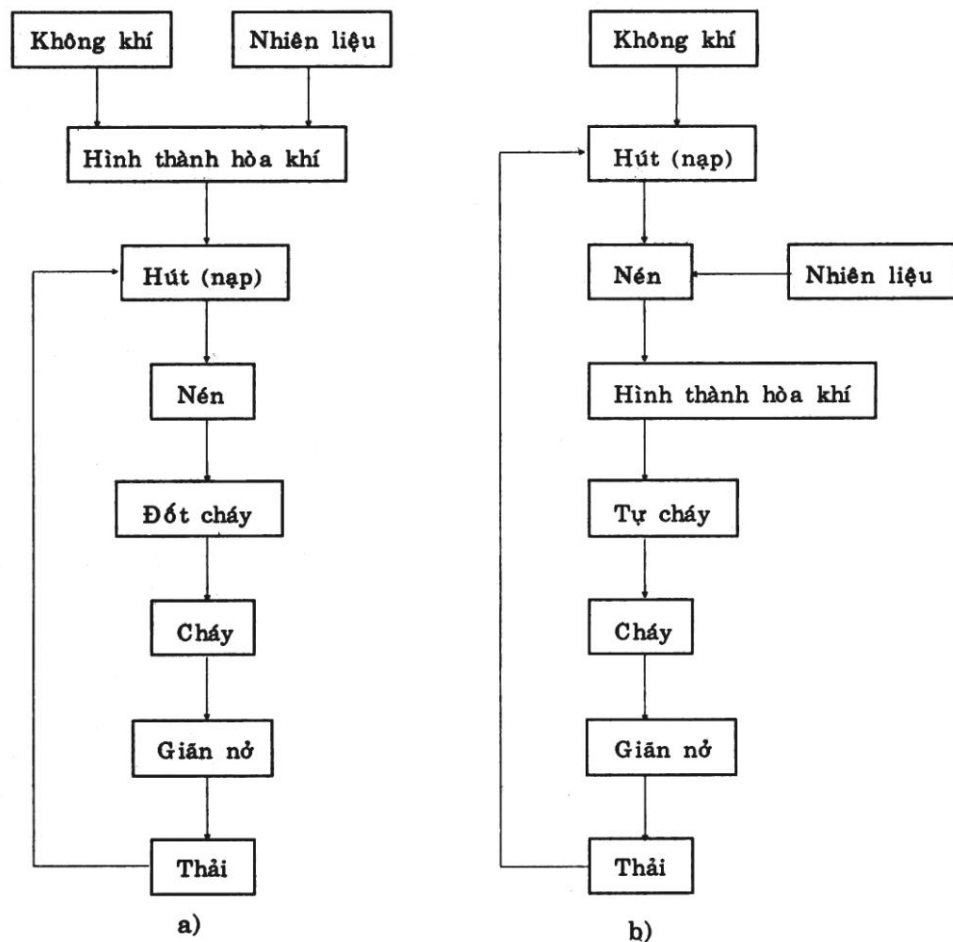 Không khí
Nhiên liệu
Hình thành hòa khí
Hút (nạp)
Nén
Đốt cháy
Cháy
Giãn nở
Thải
a)
Không khí
Hút (nạp)
Nén
Nhiên liệu
Hình thành hòa khí
Tự cháy
Cháy
Giãn nở
Thải
b)